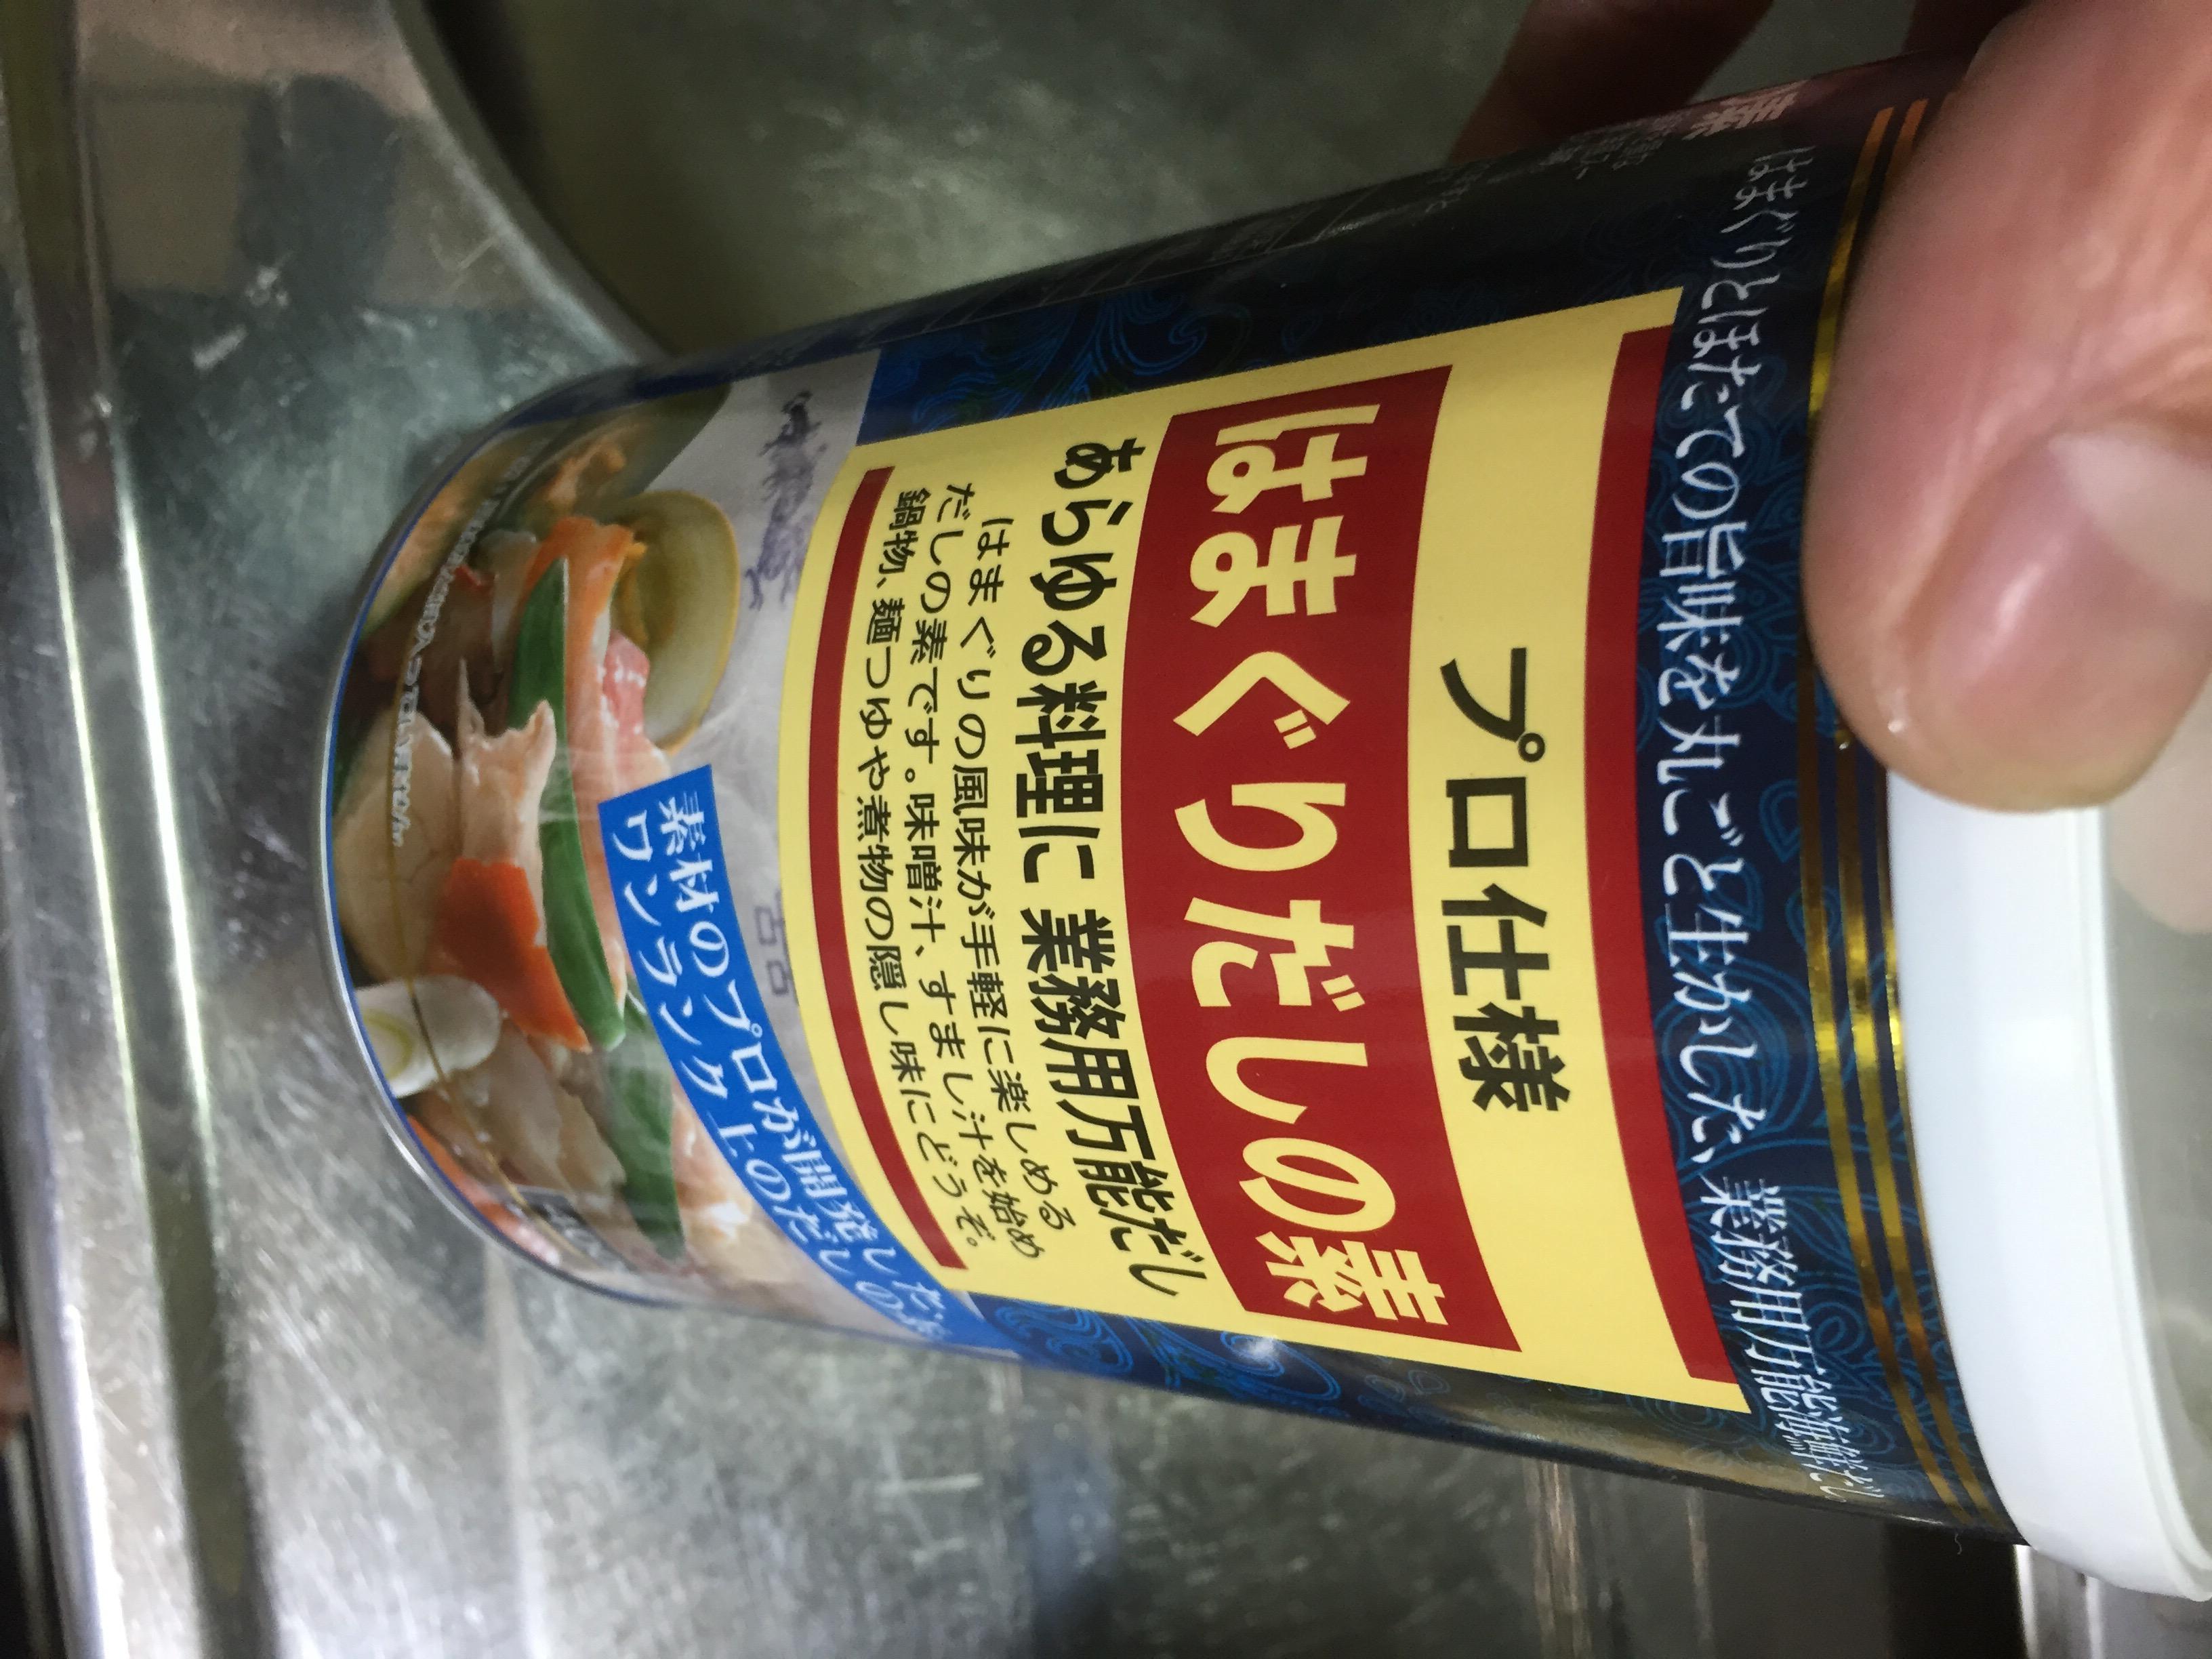 はまぐりとほたての旨味を丸ごと生かした、業務用万能海鮮だし
プロ仕様
はまぐりだしの素
あらゆる料理に 業務用万能だし
はまぐりの風味が手軽に楽しめる
だしの素です。味噌汁、すまし汁を始め
鍋物、麺つゆや煮物の隠し味にどうぞ。
素材のプロが開発した
ワンランク上のだしの素